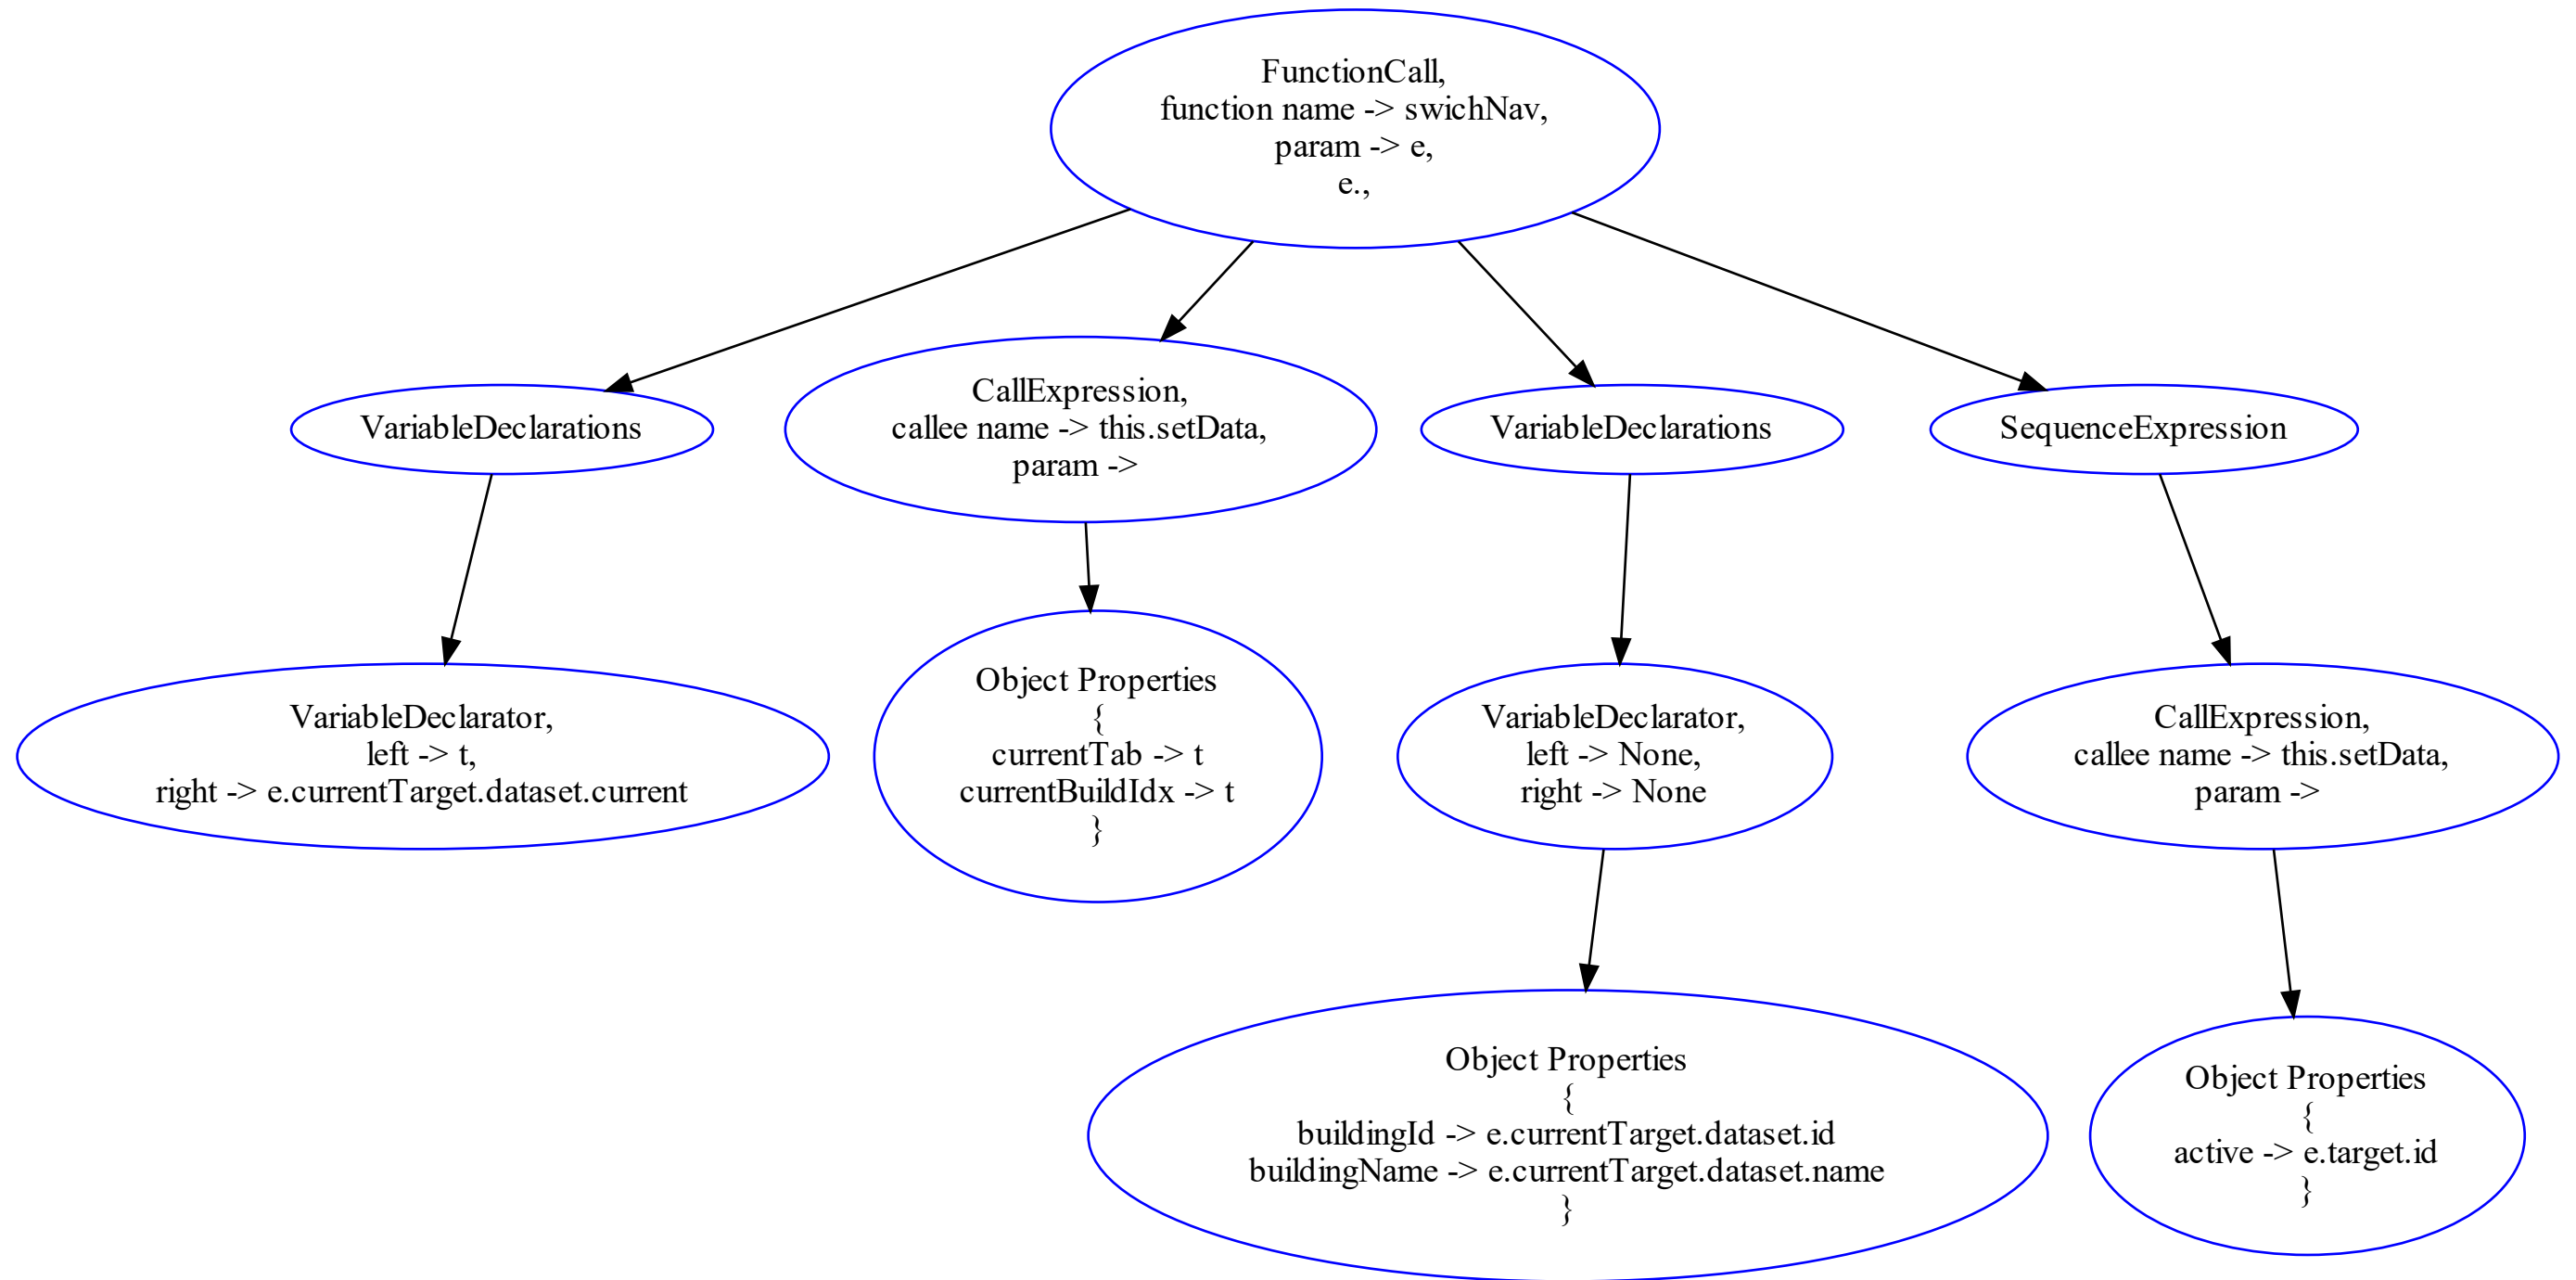 FunctionCall,
function name -> swichNav,
param -> e,
e.,
VariableDeclarations
CallExpression,
callee name -> this.setData,
param ->
VariableDeclarations
SequenceExpression
VariableDeclarator,
left -> t,
right -> e.currentTarget.dataset.current
Object Properties
{
currentTab -> t
currentBuildIdx -> t
}
VariableDeclarator,
left -> None,
right -> None
CallExpression,
callee name -> this.setData,
param ->
Object Properties
{
buildingId -> e.currentTarget.dataset.id
buildingName -> e.currentTarget.dataset.name
}
Object Properties
{
active -> e.target.id
}